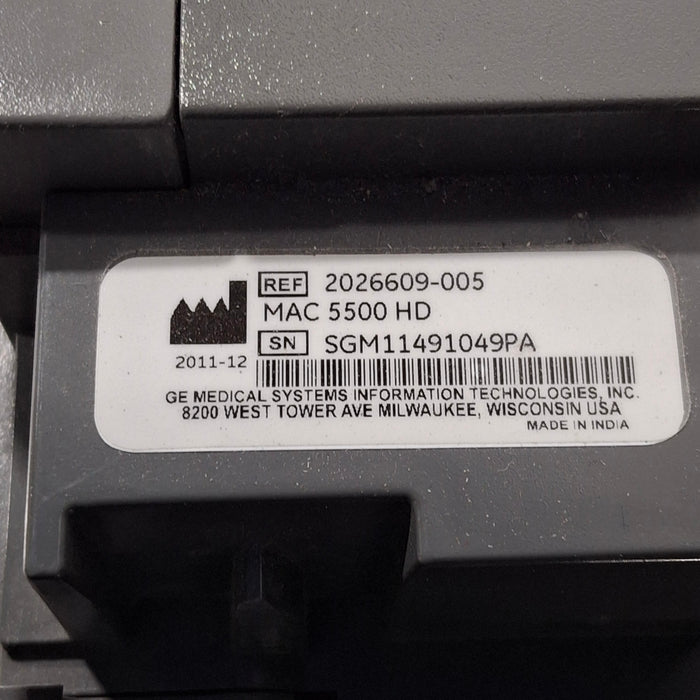 REF 2026609-005
MAC 5500 HD
SN SGM11491049PA
2011-12
GE MEDICAL SYSTEMS INFORMATION TECHNOLOGIES, INC.
8200 WEST TOWER AVE MILWAUKEE, WISCONSIN USA
MADE IN INDIA